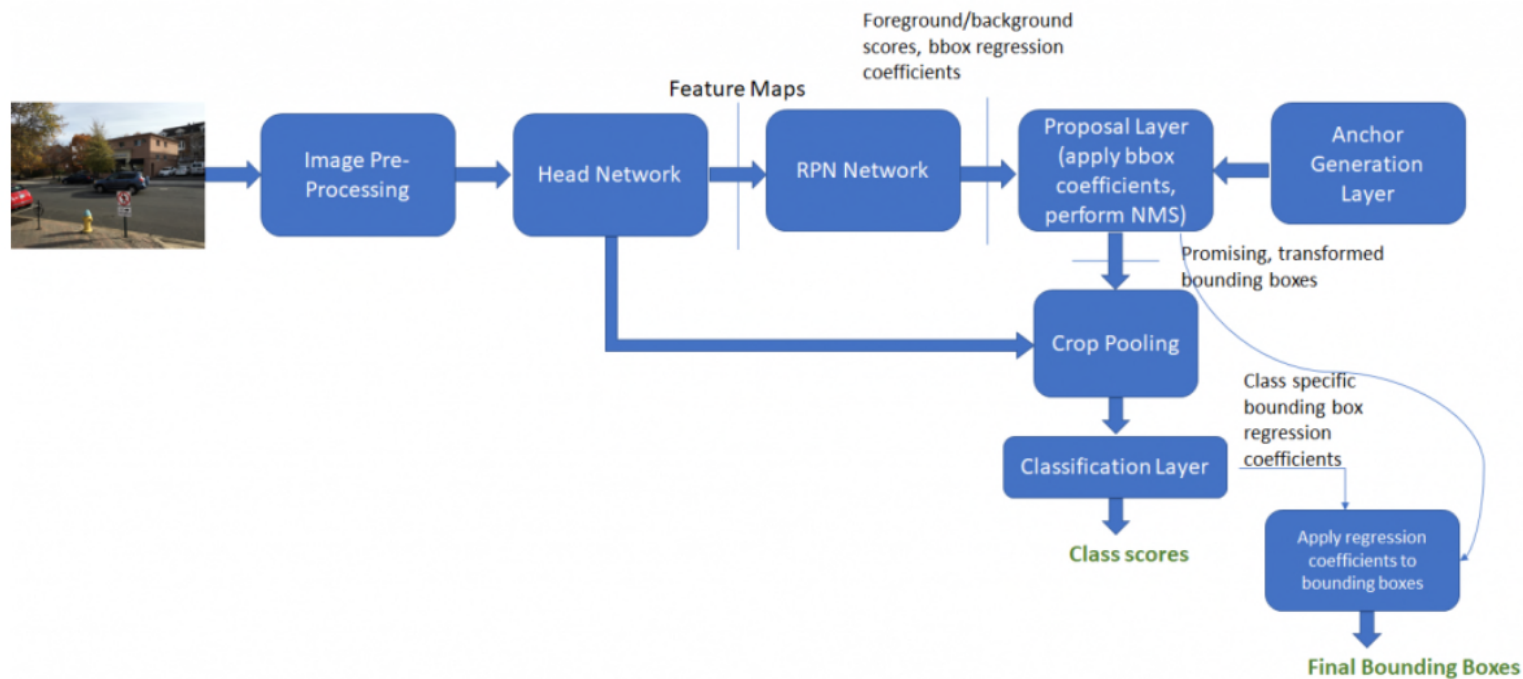 Foreground/background
scores, bbox regression
coefficients
Feature Maps
Image Pre-
Processing
Head Network
RPN Network
Proposal Layer
(apply bbox
coefficients,
perform NMS)
Anchor
Generation
Layer
Promising, transformed
bounding boxes
Crop Pooling
Class specific
bounding box
regression
coefficients
Classification Layer
Class scores
Apply regression
coefficients to
bounding boxes
Final Bounding Boxes